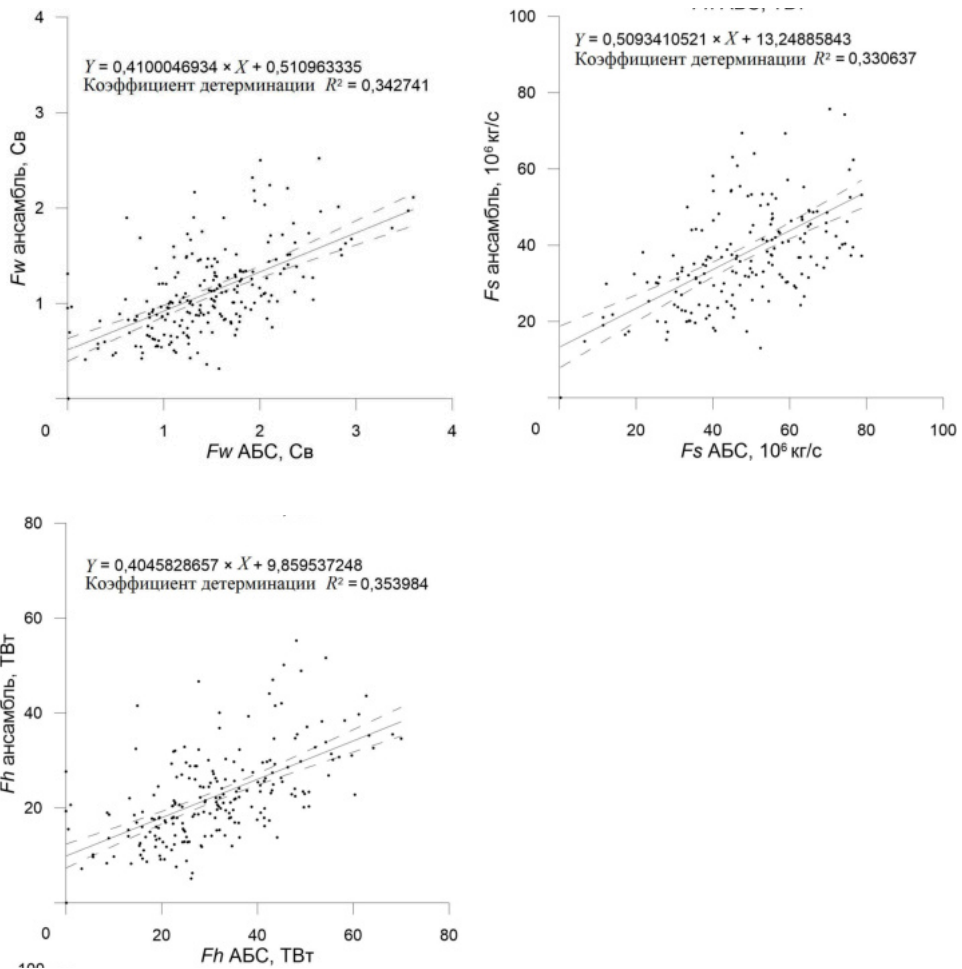 4
Y = 0,4100046934 × X + 0,510963335
Коэффициент детерминации R² = 0,342741
3
Fw ансамбль, Св
2
1
0 1 2 3 4
Fw АБС, Св
100
Y = 0,5093410521 × X + 13,24885843
Коэффициент детерминации R² = 0,330637
80
Fs ансамбль, 10⁶ кг/с
60
40
20
0 20 40 60 80 100
Fs АБС, 10⁶ кг/с
80
Y = 0,4045828657 × X + 9,859537248
Коэффициент детерминации R² = 0,353984
60
Fh ансамбль, ТВт
40
20
0 20 40 60 80
Fh АБС, ТВт